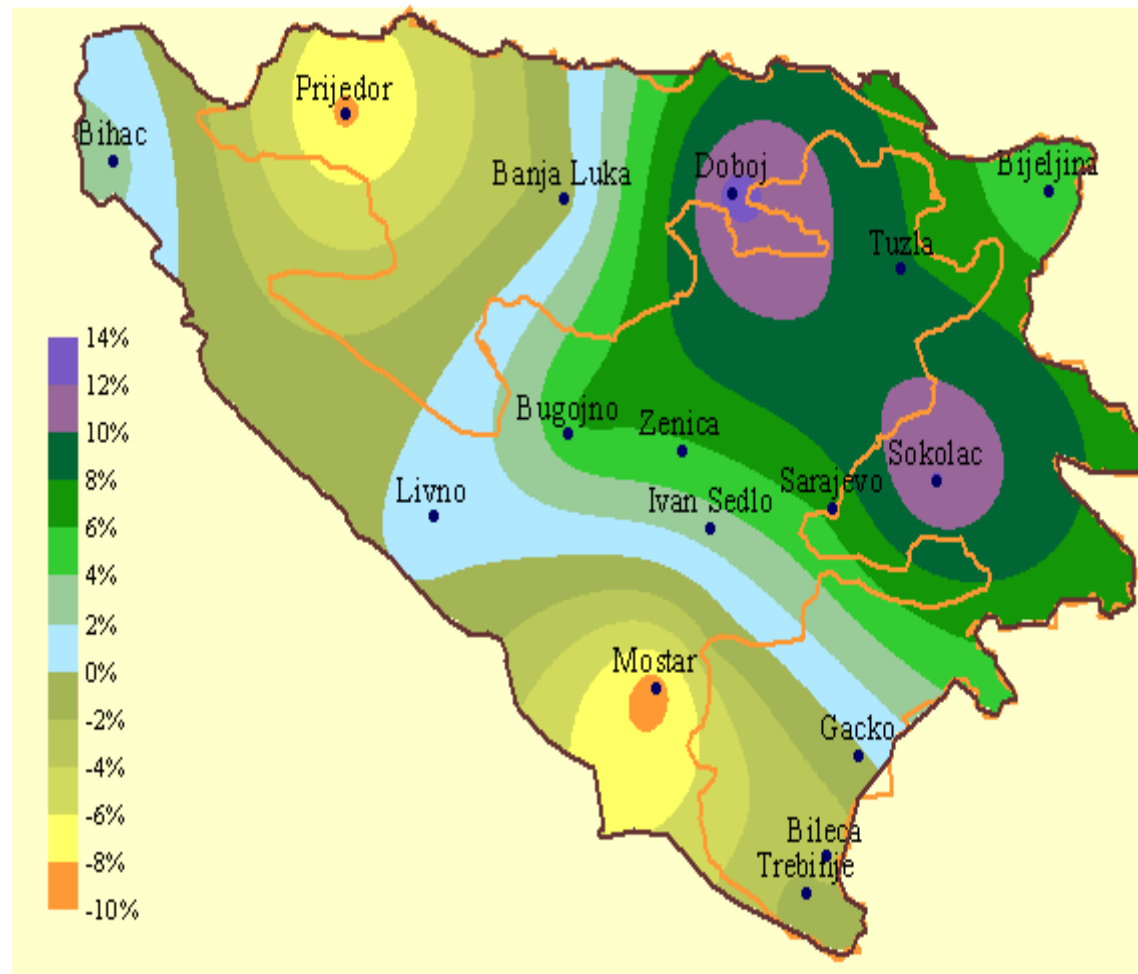 Prijedor
Bihac
Banja Luka
Doboj
Bijeljina
Tuzla
Bugojno
Zenica
Livno
Ivan Sedlo
Sarajevo
Sokolac
Mostar
Gacko
Bileca
Trebinje
14%
12%
10%
8%
6%
4%
2%
0%
-2%
-4%
-6%
-8%
-10%